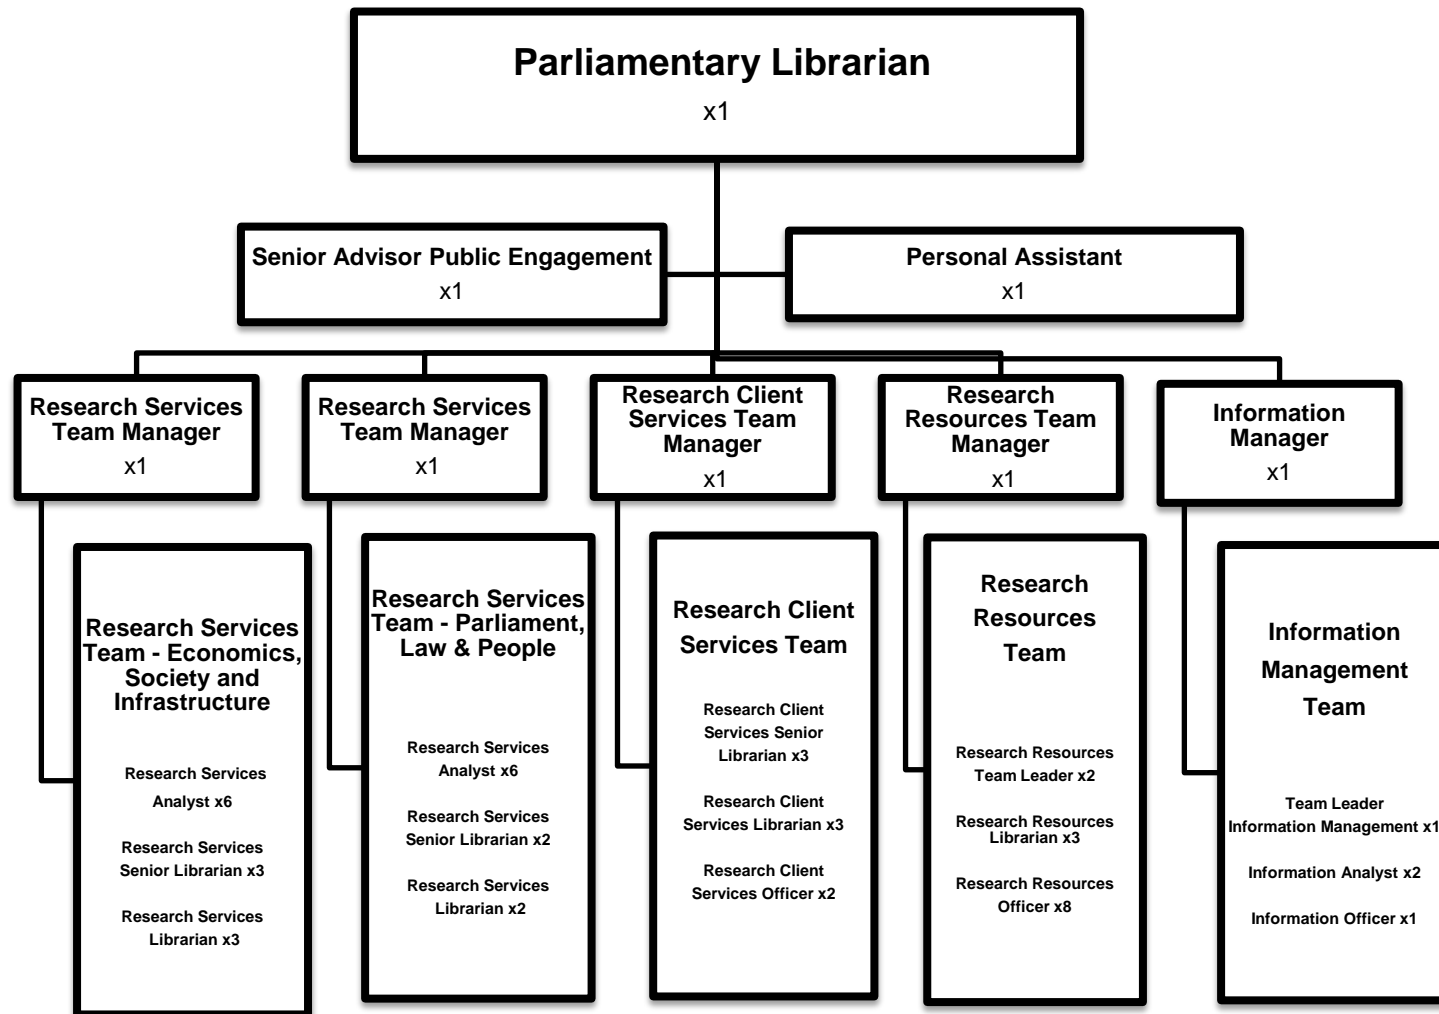 Parliamentary Librarian
x1
Senior Advisor Public Engagement
x1
Personal Assistant
x1
Research Services
Team Manager
x1
Research Services
Team Manager
x1
Research Client
Services Team
Manager
x1
Research
Resources Team
Manager
x1
Information
Manager
x1
Research Services
Team - Economics,
Society and
Infrastructure
Research Services
Analyst x6
Research Services
Senior Librarian x3
Research Services
Librarian x3
Research Services
Team - Parliament,
Law & People
Research Services
Analyst x6
Research Services
Senior Librarian x2
Research Services
Librarian x2
Research Client
Services Team
Research Client
Services Senior
Librarian x3
Research Client
Services Librarian x3
Research Client
Services Officer x2
Research
Resources
Team
Research Resources
Team Leader x2
Research Resources
Librarian x3
Research Resources
Officer x8
Information
Management
Team
Team Leader
Information Management x1
Information Analyst x2
Information Officer x1